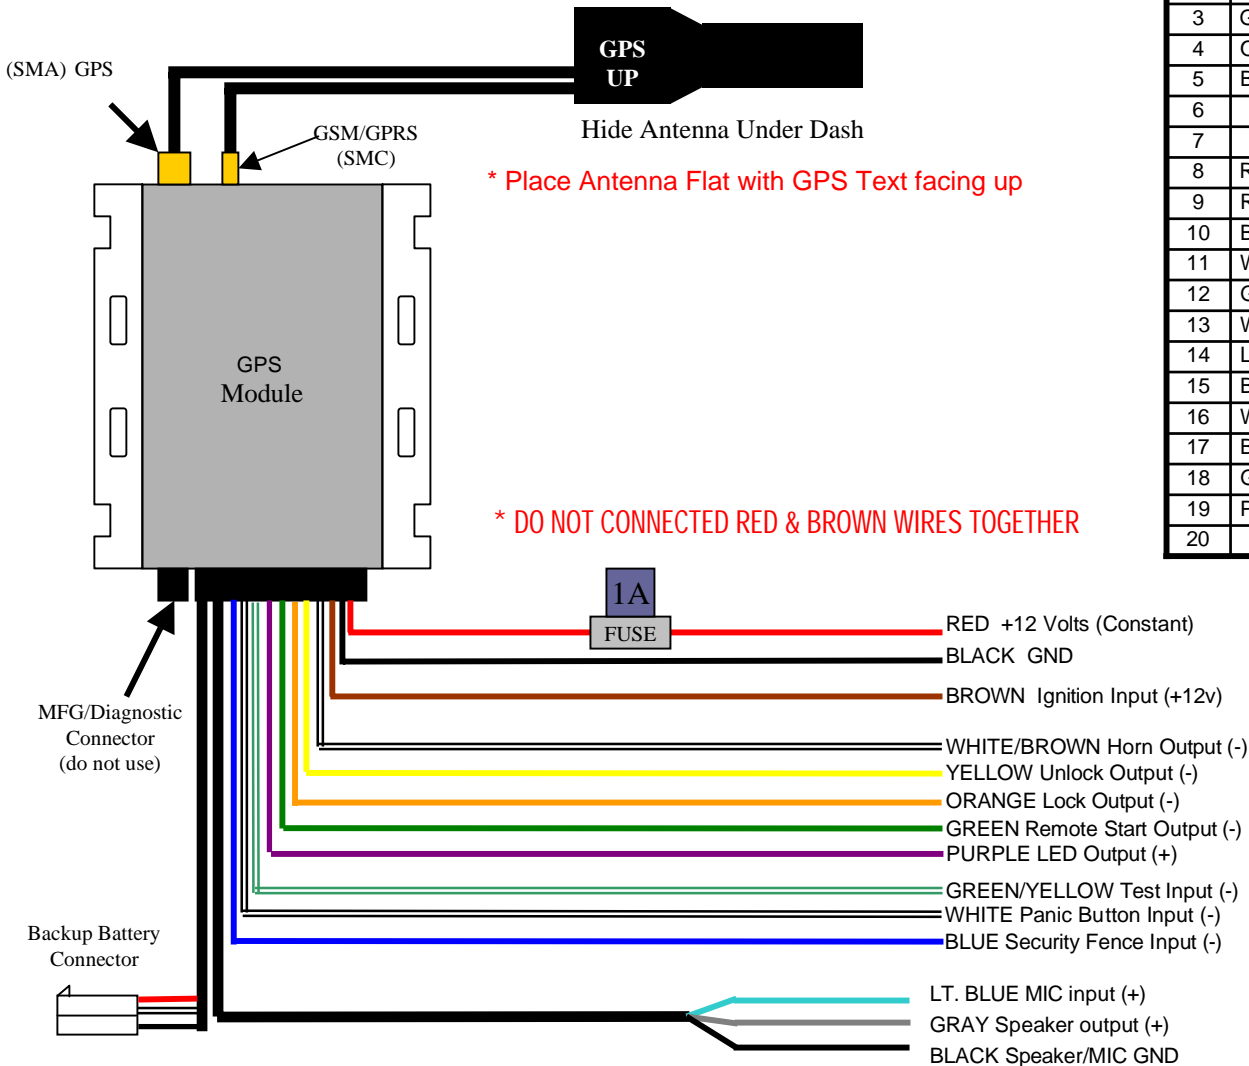 (SMA) GPS
GPS
UP
GSM/GPRS
(SMC)
Hide Antenna Under Dash
* Place Antenna Flat with GPS Text facing up
GPS
Module
* DO NOT CONNECTED RED & BROWN WIRES TOGETHER
1A
FUSE
RED +12 Volts (Constant)
BLACK GND
BROWN Ignition Input (+12v)
WHITE/BROWN Horn Output (-)
YELLOW Unlock Output (-)
ORANGE Lock Output (-)
GREEN Remote Start Output (-)
PURPLE LED Output (+)
GREEN/YELLOW Test Input (-)
WHITE Panic Button Input (-)
BLUE Security Fence Input (-)
MFG/Diagnostic
Connector
(do not use)
Backup Battery
Connector
LT. BLUE MIC input (+)
GRAY Speaker output (+)
BLACK Speaker/MIC GND
3
4
5
6
7
8
9
10
11
12
13
14
15
16
17
18
19
20